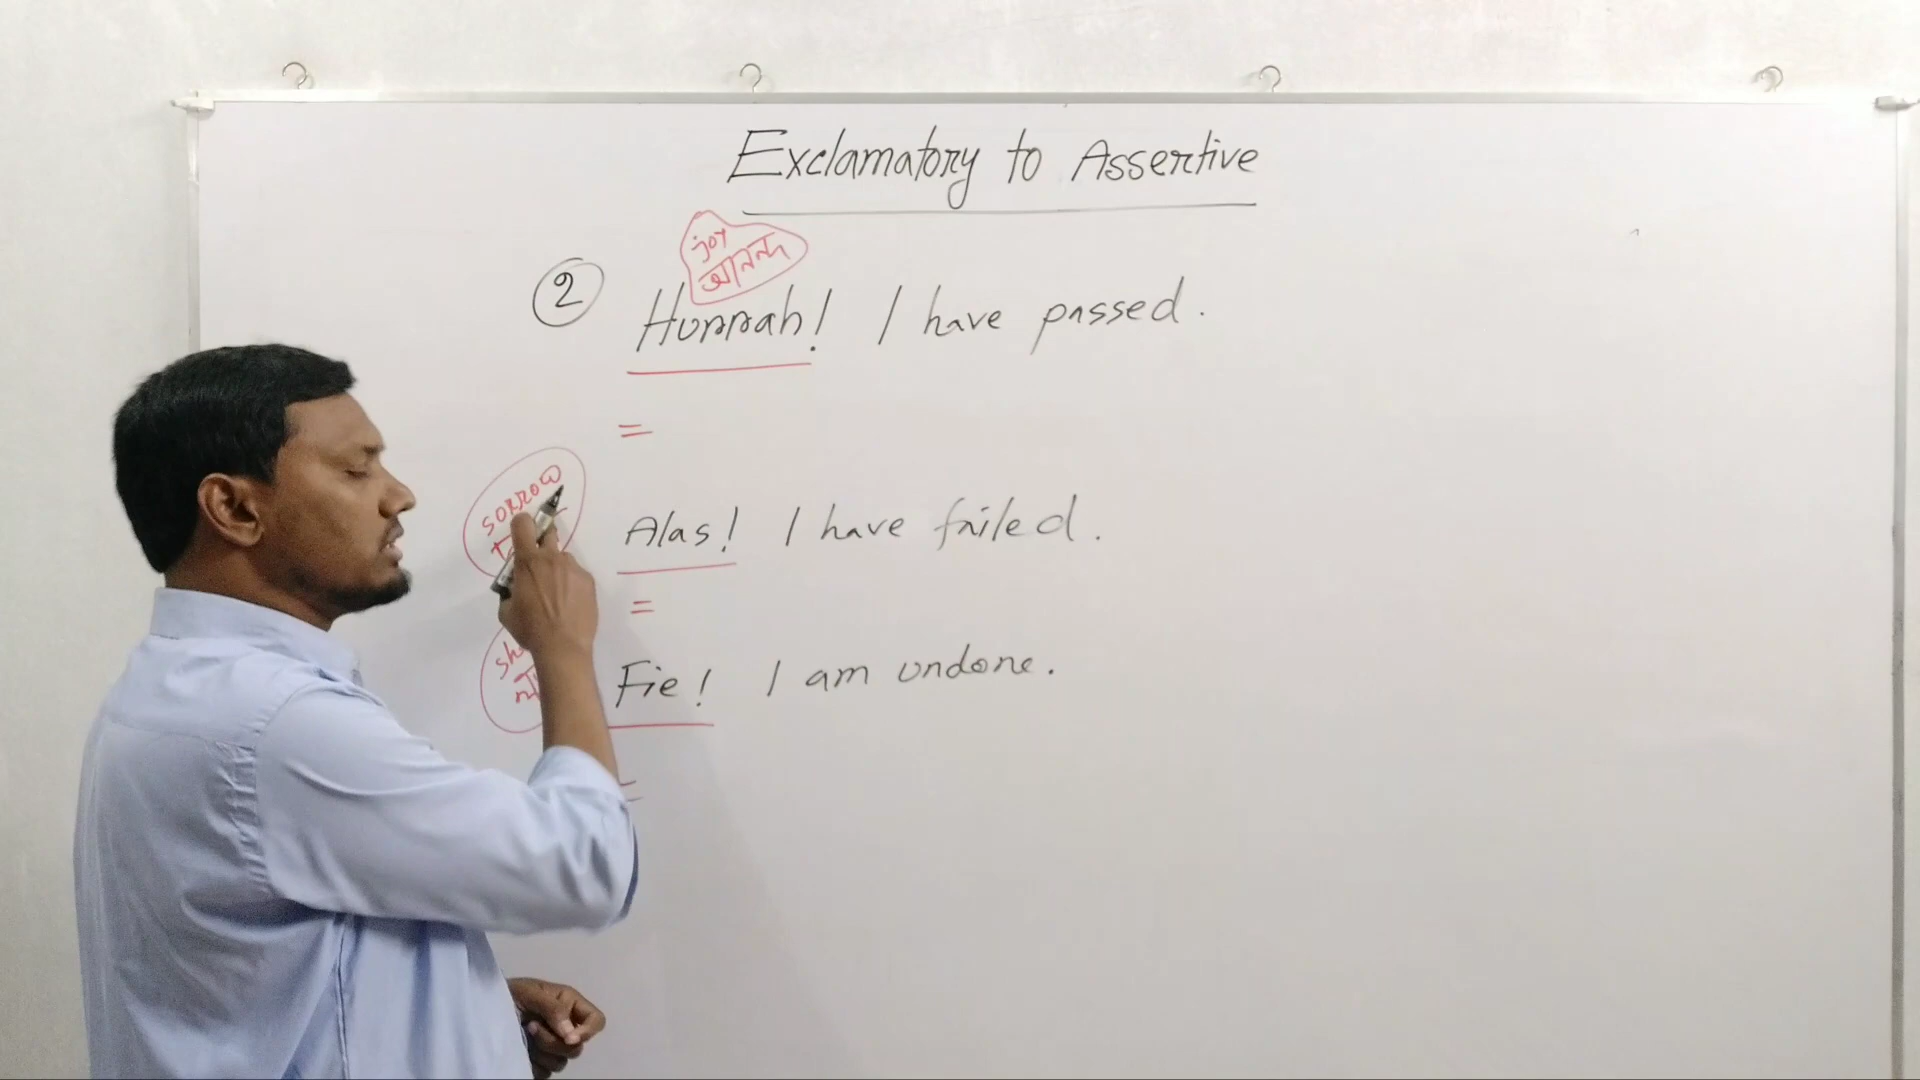 Exclamatory to Assertive
joy
আনন্দ
2 Hurrah! I have passed.
=
sorrow
Alas! I have failed.
=
Fie! I am undone.
=